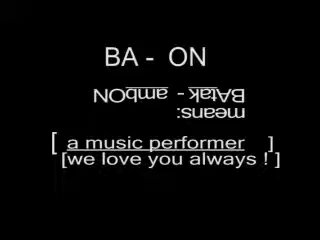 BA - ON
BAtak - ambON
means:
[ a music performer ]
[we love you always ! ]